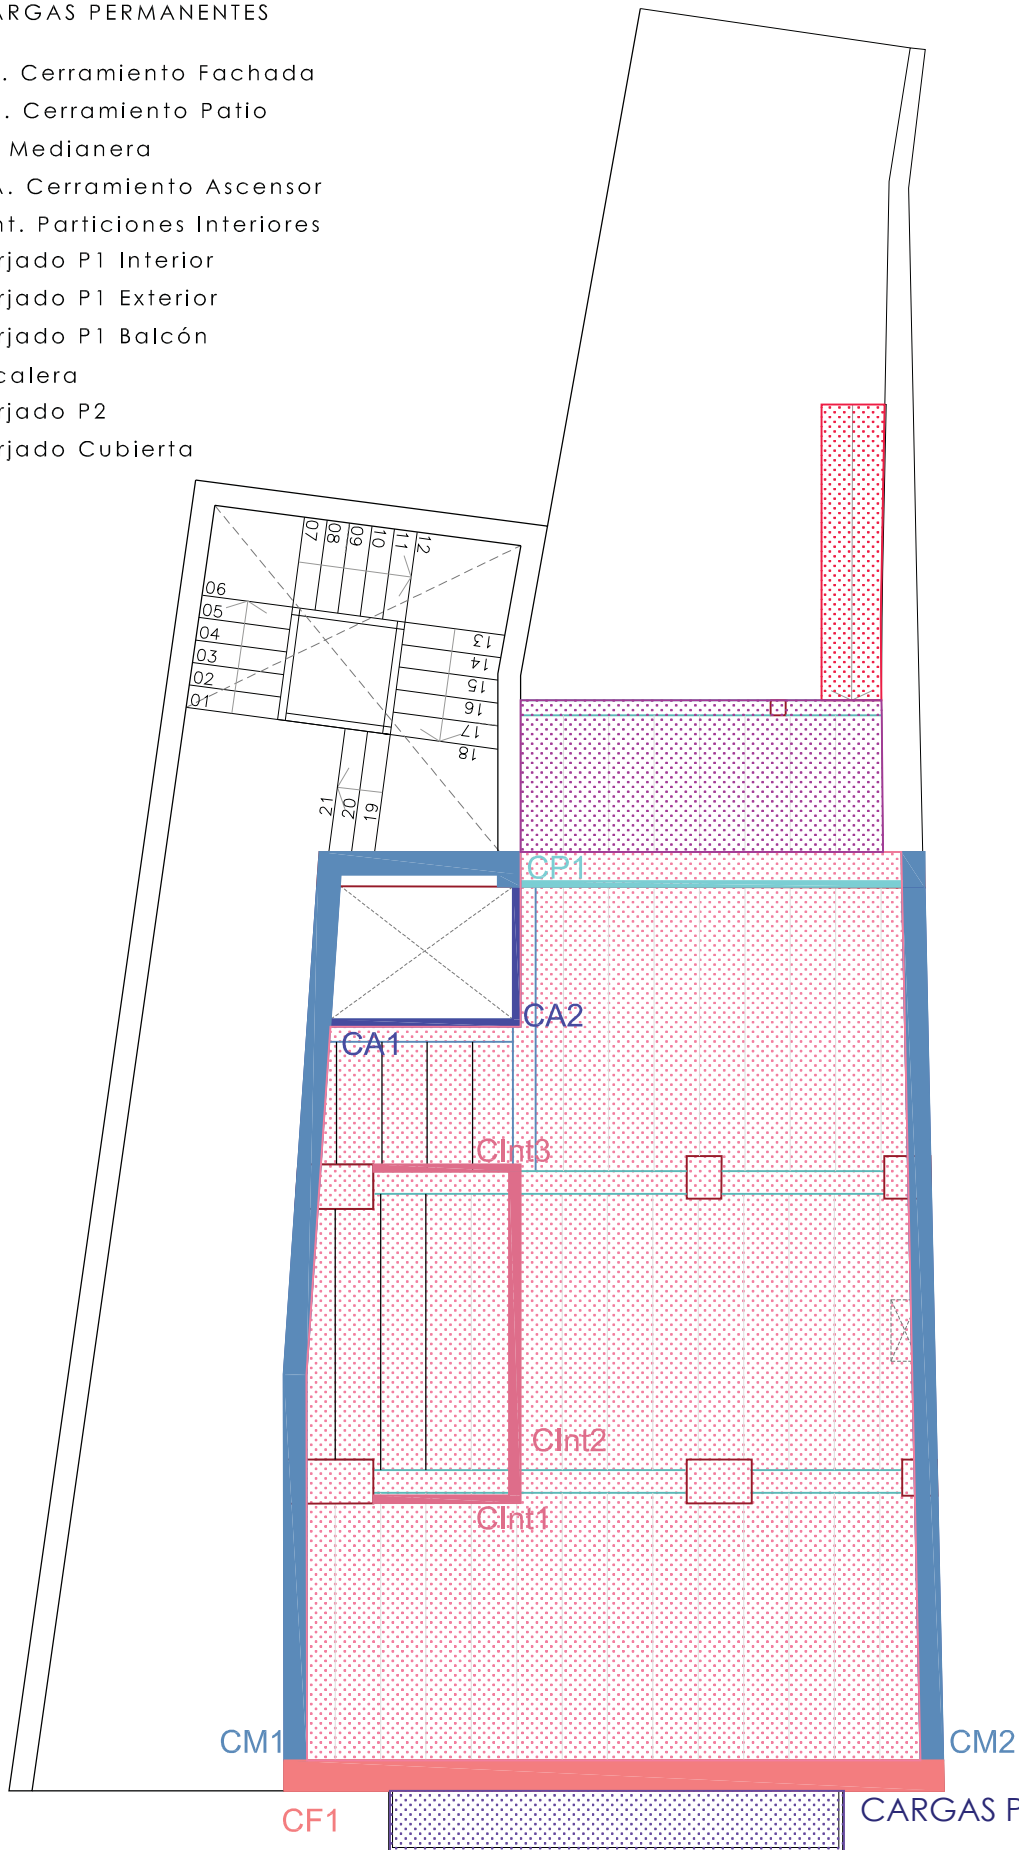 ARGAS PERMANENTES
. Cerramiento Fachada
. Cerramiento Patio
Medianera
A. Cerramiento Ascensor
nt. Particiones Interiores
rjado P1 Interior
rjado P1 Exterior
rjado P1 Balcón
calera
rjado P2
rjado Cubierta
07
08
09
10
11
12
06
05
04
03
02
01
13
14
15
16
17
18
21
20
19
CP1
CA2
CA1
CInt3
CInt2
CInt1
CM1
CM2
CF1
CARGAS P